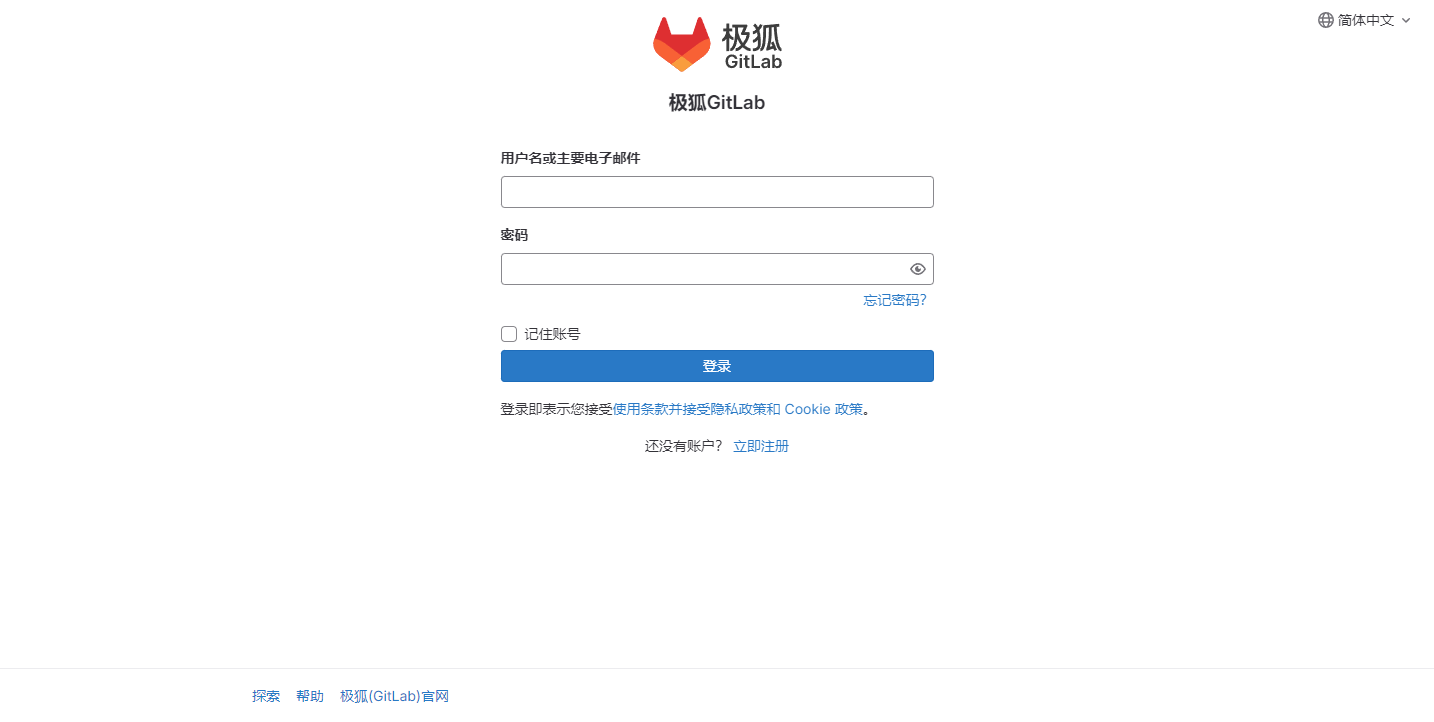 简体中文
极狐
GitLab
极狐GitLab
用户名或主要电子邮件
密码
忘记密码?
记住账号
登录
登录即表示您接受使用条款并接受隐私政策和 Cookie 政策。
还没有账户? 立即注册
探索 帮助 极狐(GitLab)官网